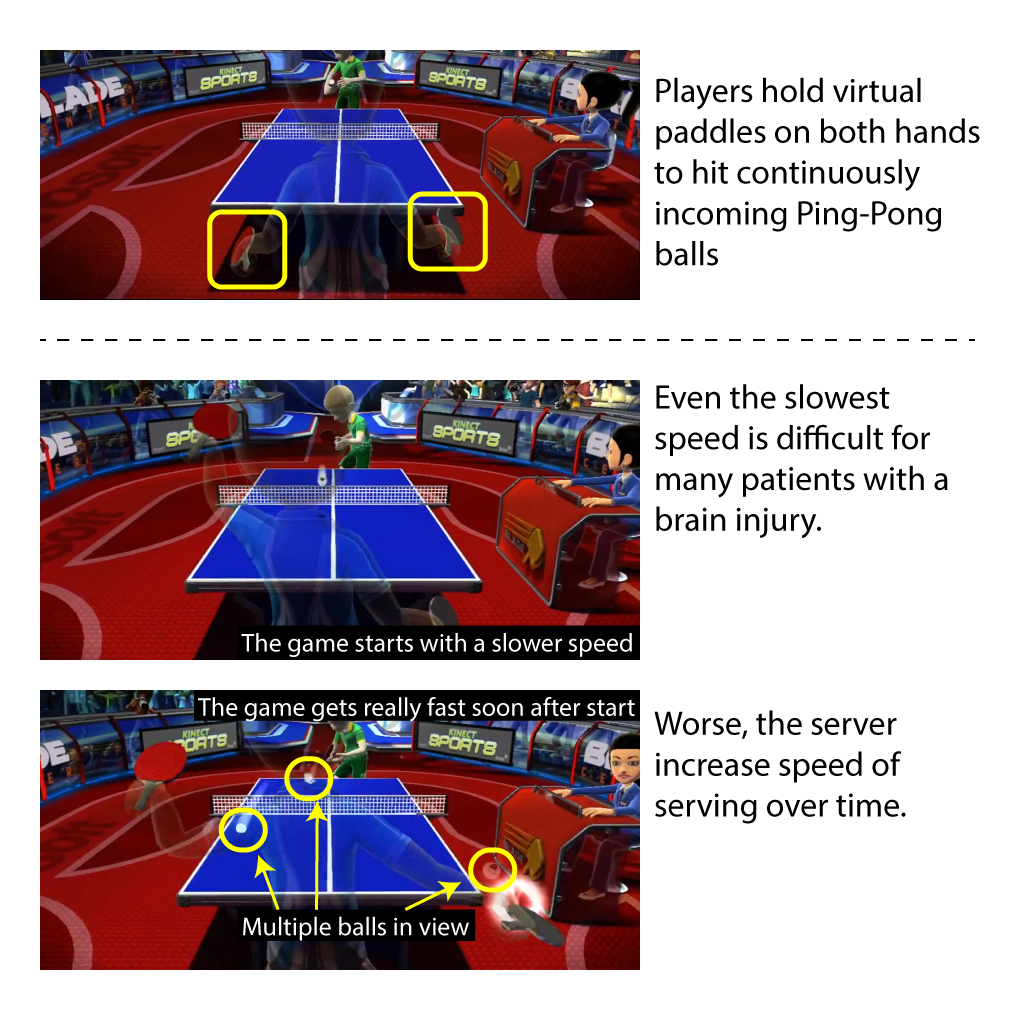 LADE
KINECT
SPORTS
KINECT
SPORTS
Players hold virtual
paddles on both hands
to hit continuously
incoming Ping-Pong
balls
KINECT
SPORTS
Even the slowest
speed is difficult for
many patients with a
brain injury.
BLADE
The game starts with a slower speed
The game gets really fast soon after start
KINECT
SPORTS
KINECT
SPORTS
Worse, the server
increase speed of
serving over time.
Multiple balls in view